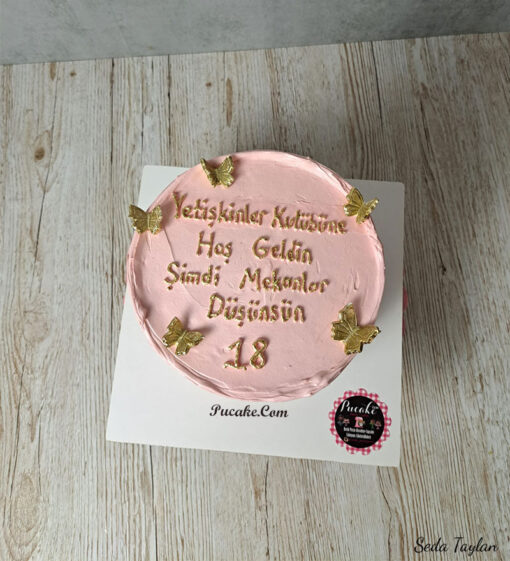 Yetişkinler Kulübüne
Hoş Geldin
Şimdi Mekanlar
Düşünsün
18
Pucake.Com
Pucake
Seda Taylan